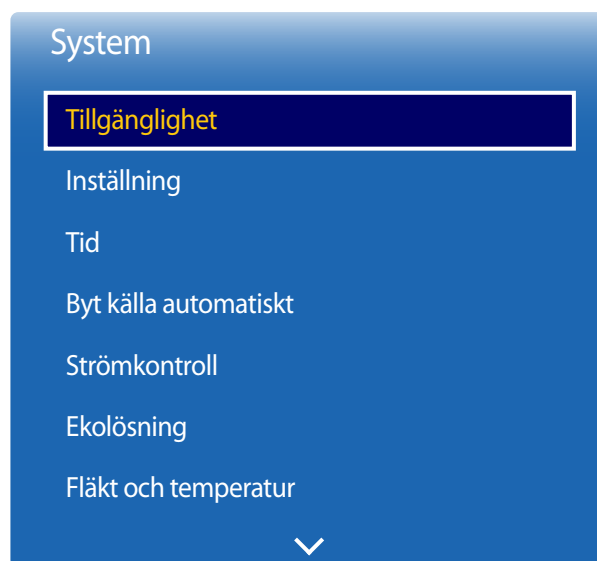 System
Tillgänglighet
Inställning
Tid
Byt källa automatiskt
Strömkontroll
Ekolösning
Fläkt och temperatur